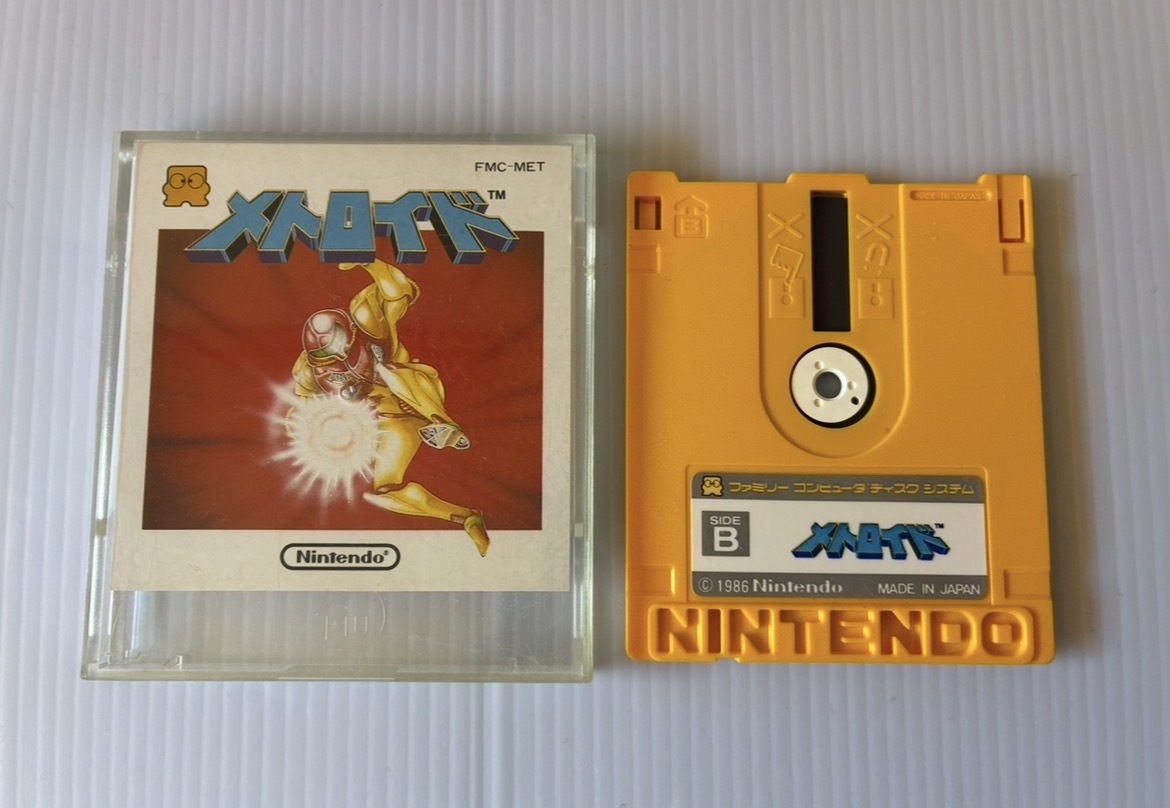 FMC-MET
メトロイド™
Nintendo®
B
MADE IN JAPAN
ファミリー コンピュータ ディスク システム
SIDE
B
メトロイド™
© 1986 Nintendo MADE IN JAPAN
NINTENDO